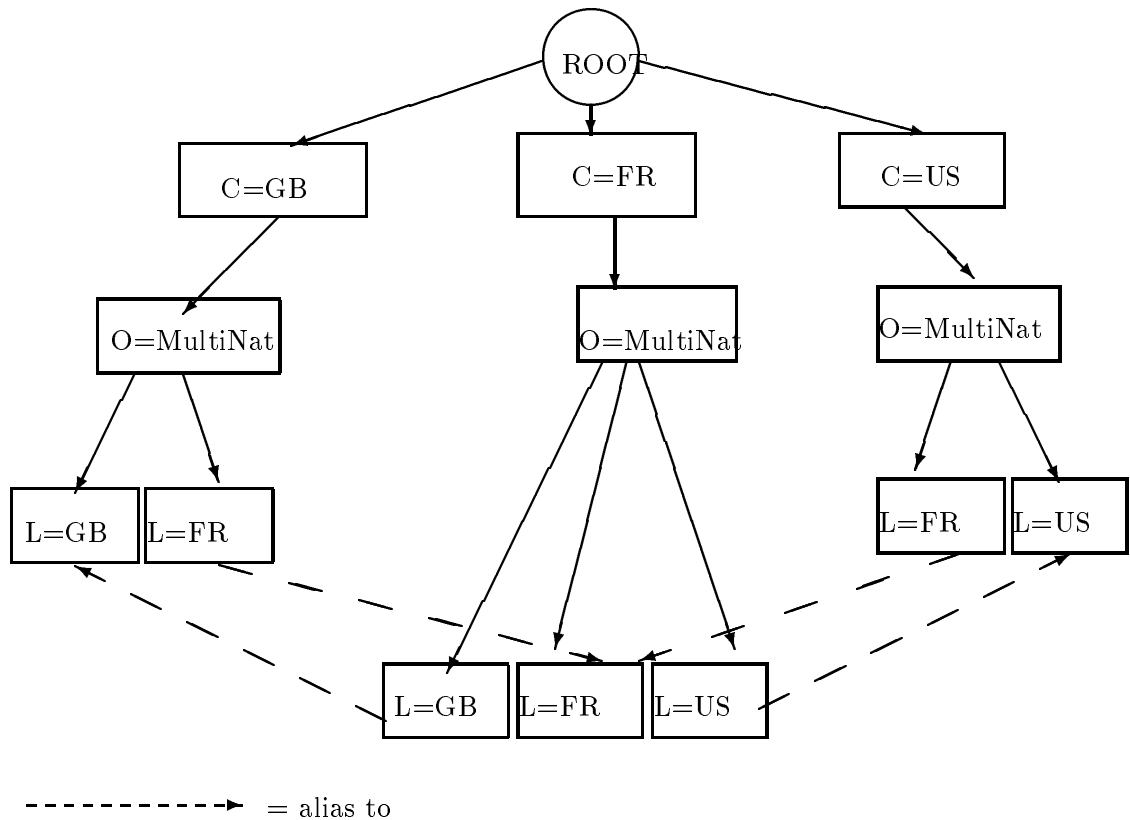 ROOT
C=GB
C=FR
C=US
O=MultiNat
O=MultiNat
O=MultiNat
L=GB
L=FR
L=FR
L=US
L=GB
L=FR
L=US
= alias to